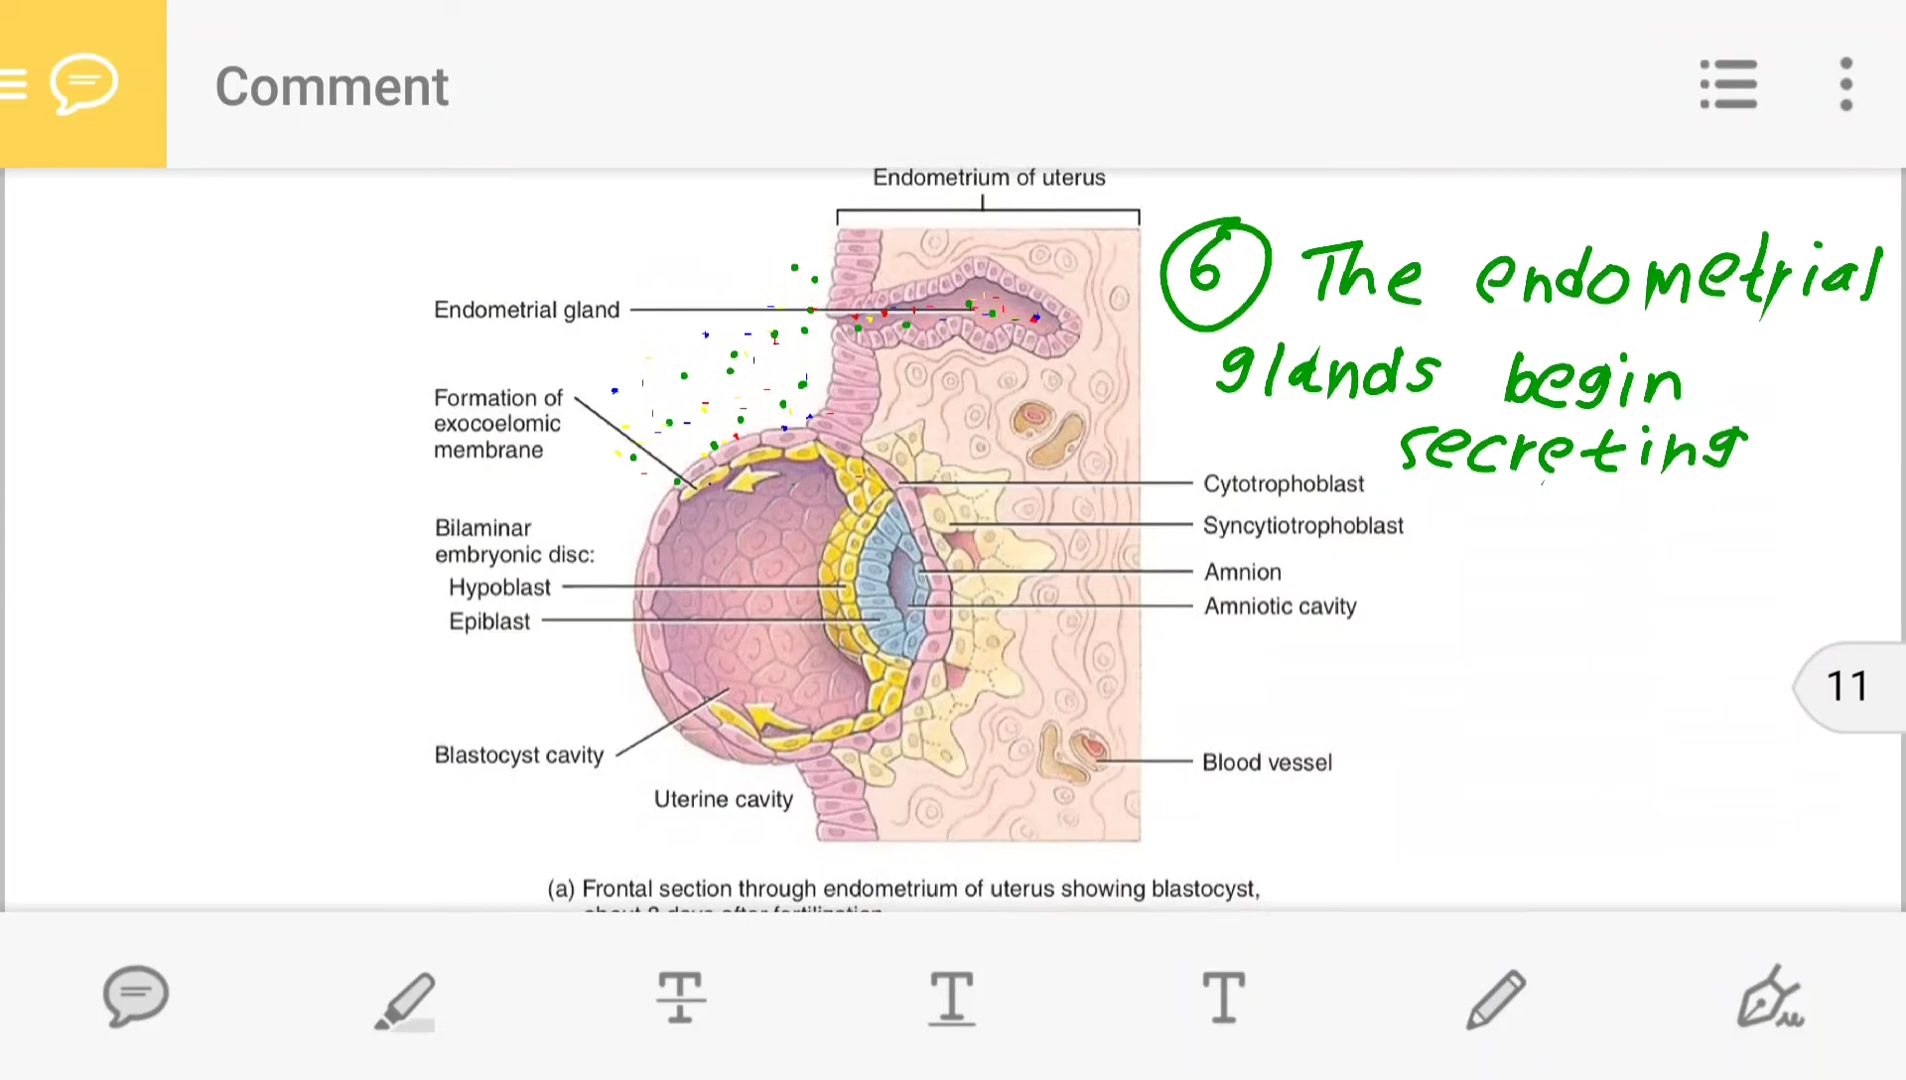 Comment
Endometrium of uterus
6 The endometrial
glands begin
secreting
Endometrial gland
Formation of
exocoelomic
membrane
Bilaminar
embryonic disc:
Hypoblast
Epiblast
Blastocyst cavity
Uterine cavity
Cytotrophoblast
Syncytiotrophoblast
Amnion
Amniotic cavity
Blood vessel
11
(a) Frontal section through endometrium of uterus showing blastocyst,
T
T
T